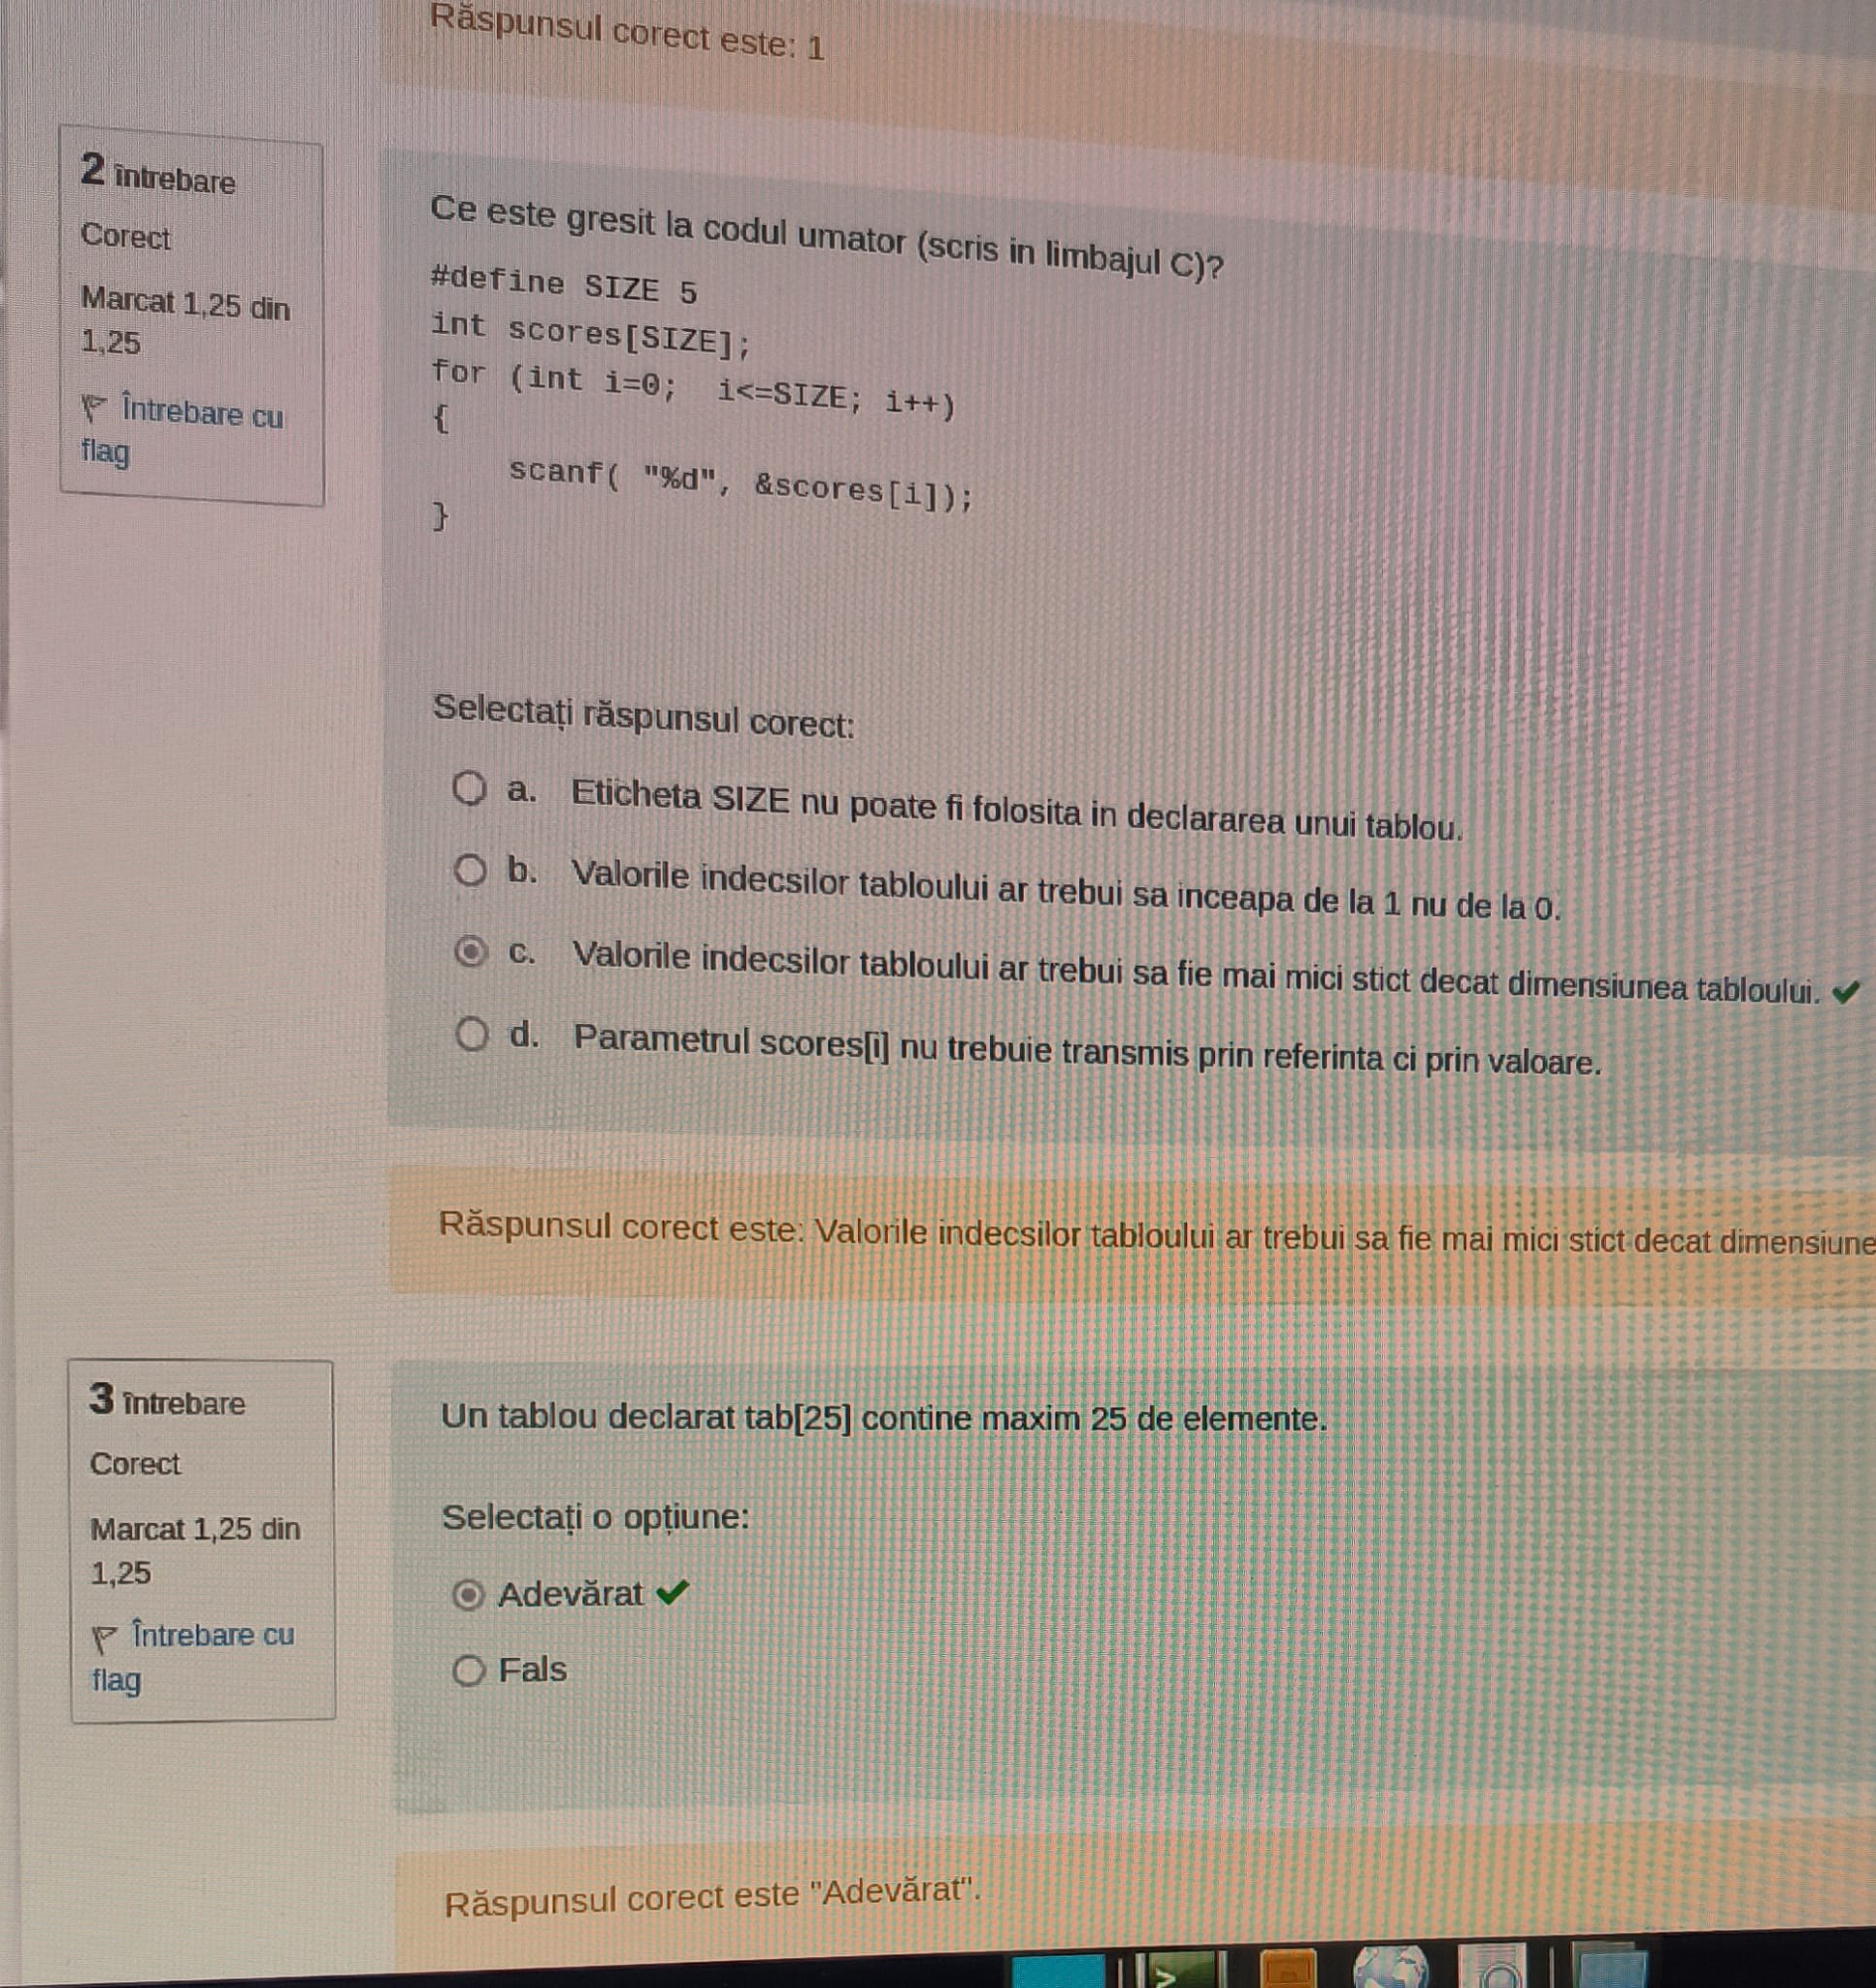 Răspunsul corect este: 1
2 întrebare
Corect
Marcat 1,25 din
1,25
Întrebare cu
flag
Ce este gresit la codul umator (scris in limbajul C)?
#define SIZE 5
int scores[SIZE];
for (int i=0;  i<=SIZE; i++)
{
    scanf( "%d", &scores[i]);
}
Selectați răspunsul corect:
a. Eticheta SIZE nu poate fi folosita in declararea unui tablou.
b. Valorile indecsilor tabloului ar trebui sa inceapa de la 1 nu de la 0.
c. Valorile indecsilor tabloului ar trebui sa fie mai mici stict decat dimensiunea tabloului.
d. Parametrul scores[i] nu trebuie transmis prin referinta ci prin valoare.
Răspunsul corect este: Valorile indecsilor tabloului ar trebui sa fie mai mici stict decat dimensiune
3 întrebare
Corect
Marcat 1,25 din
1,25
Întrebare cu
flag
Un tablou declarat tab[25] contine maxim 25 de elemente.
Selectați o opțiune:
Adevărat
Fals
Răspunsul corect este "Adevărat".